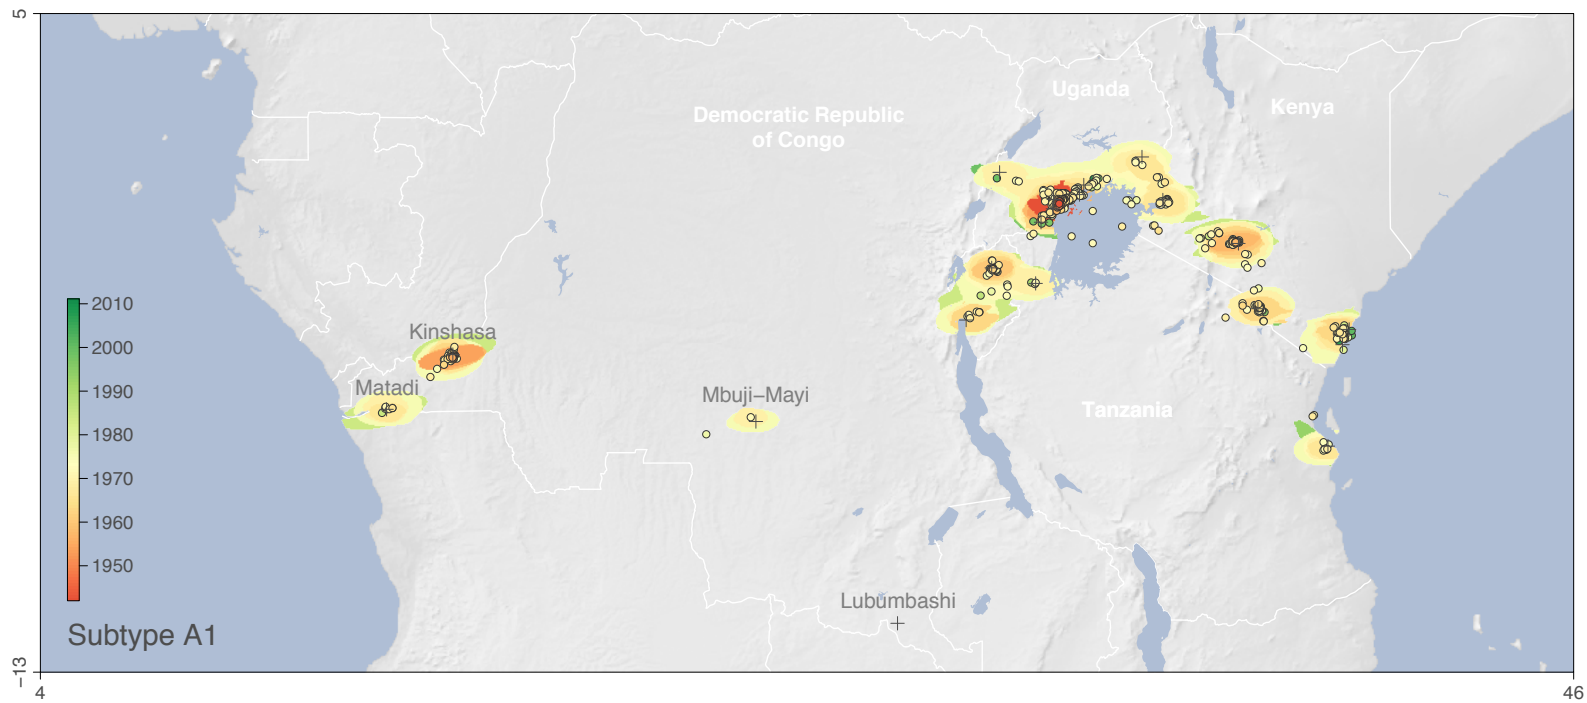 5
Uganda
Kenya
Democratic Republic
of Congo
2010
2000
1990
1980
1970
1960
1950
Kinshasa
Matadi
Mbuji–Mayi
Tanzania
Lubumbashi
Subtype A1
−13
4
46